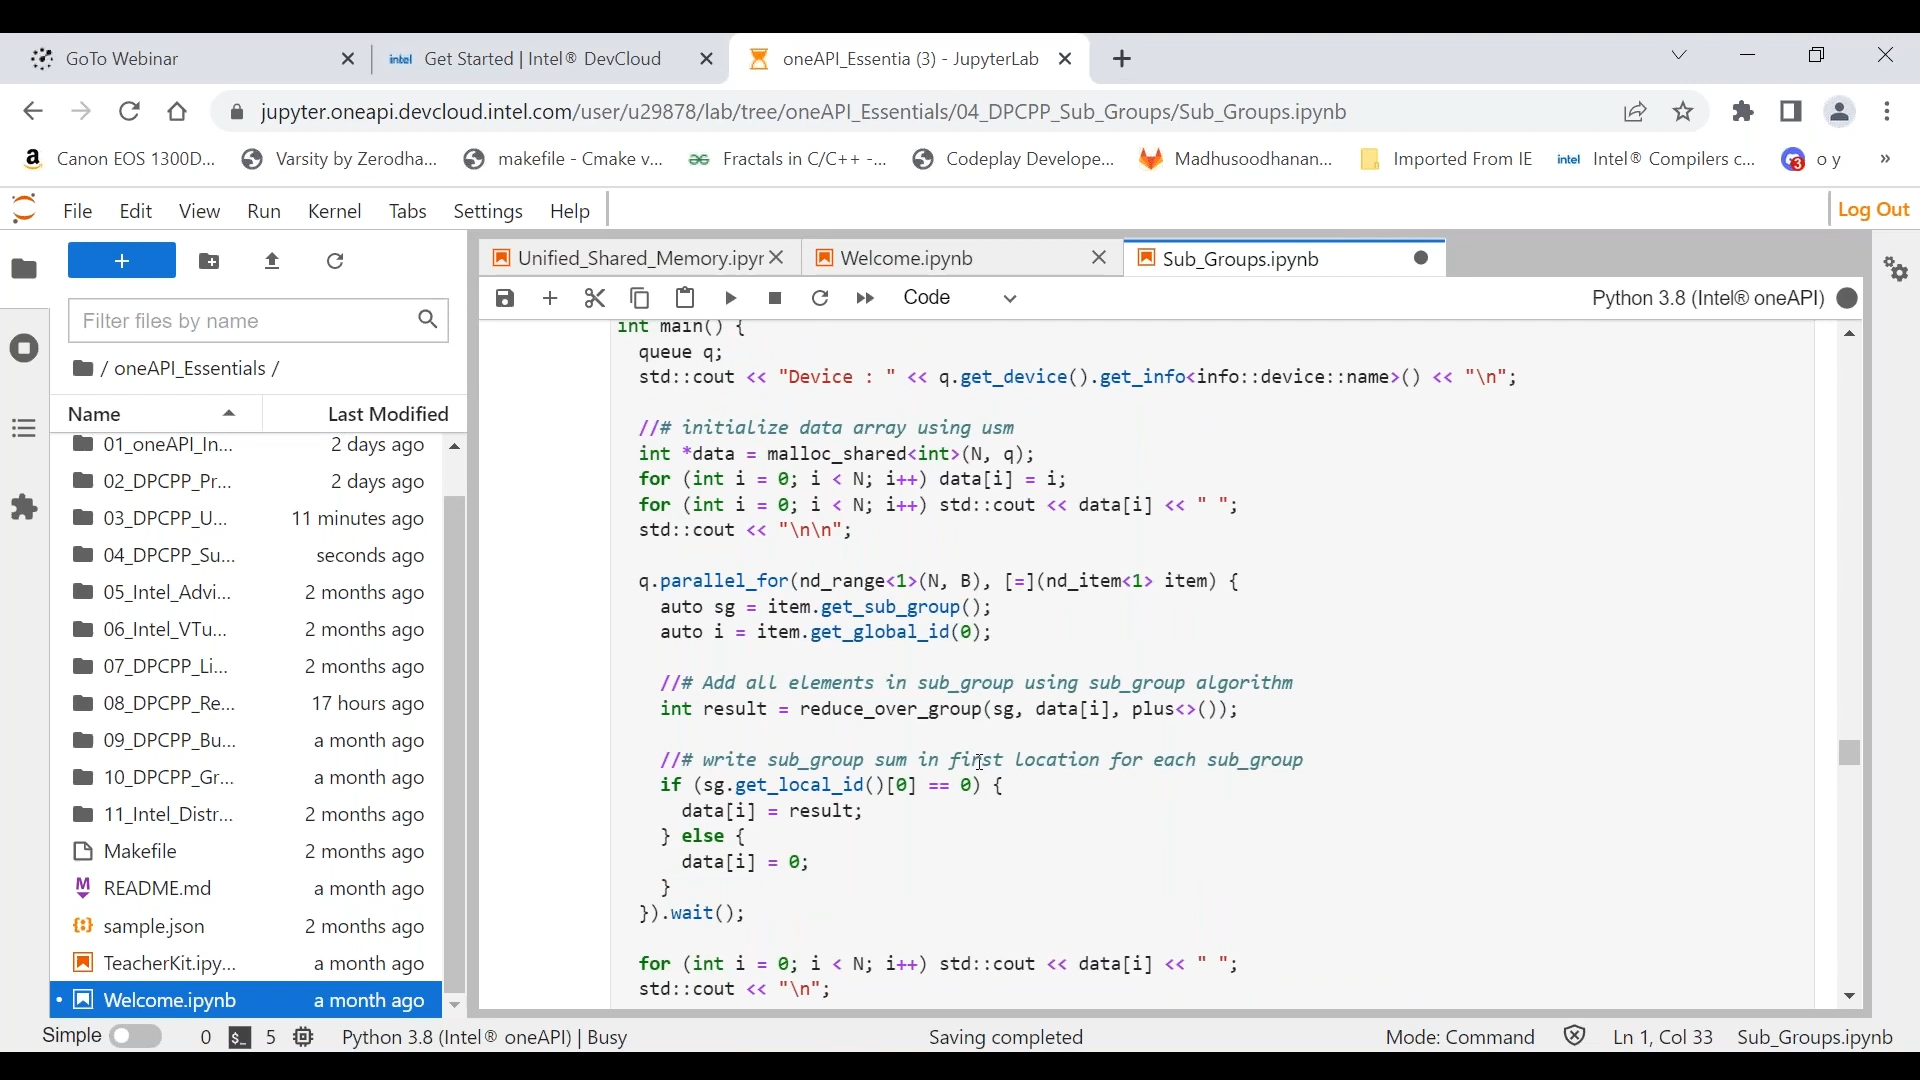 GoTo Webinar
Get Started | Intel® DevCloud
oneAPI_Essentia (3) - JupyterLab
jupyter.oneapi.devcloud.intel.com/user/u29878/lab/tree/oneAPI_Essentials/04_DPCPP_Sub_Groups/Sub_Groups.ipynb
Canon EOS 1300D... Varsity by Zerodha... makefile - Cmake v... Fractals in C/C++ -... Codeplay Develope... Madhusoodhanan... Imported From IE Intel® Compilers c... o y »
File Edit View Run Kernel Tabs Settings Help
Log Out
Unified_Shared_Memory.ipyr
Welcome.ipynb
Sub_Groups.ipynb
Code
Python 3.8 (Intel® oneAPI)
Filter files by name
/ oneAPI_Essentials /
Name Last Modified
01_oneAPI_In... 2 days ago
02_DPCPP_Pr... 2 days ago
03_DPCPP_U... 11 minutes ago
04_DPCPP_Su... seconds ago
05_Intel_Advi... 2 months ago
06_Intel_VTu... 2 months ago
07_DPCPP_Li... 2 months ago
08_DPCPP_Re... 17 hours ago
09_DPCPP_Bu... a month ago
10_DPCPP_Gr... a month ago
11_Intel_Distr... 2 months ago
Makefile 2 months ago
README.md a month ago
sample.json 2 months ago
TeacherKit.ipy... a month ago
Welcome.ipynb a month ago
int main() {
queue q;
std::cout << "Device : " << q.get_device().get_info<info::device::name>() << "\n";
//# initialize data array using usm
int *data = malloc_shared<int>(N, q);
for (int i = 0; i < N; i++) data[i] = i;
for (int i = 0; i < N; i++) std::cout << data[i] << " ";
std::cout << "\n\n";
q.parallel_for(nd_range<1>(N, B), [=](nd_item<1> item) {
auto sg = item.get_sub_group();
auto i = item.get_global_id(0);
//# Add all elements in sub_group using sub_group algorithm
int result = reduce_over_group(sg, data[i], plus<>());
//# write sub_group sum in first location for each sub_group
if (sg.get_local_id()[0] == 0) {
data[i] = result;
} else {
data[i] = 0;
}
}).wait();
for (int i = 0; i < N; i++) std::cout << data[i] << " ";
std::cout << "\n";
Simple 0 $_ 5 Python 3.8 (Intel® oneAPI) | Busy Saving completed Mode: Command Ln 1, Col 33 Sub_Groups.ipynb